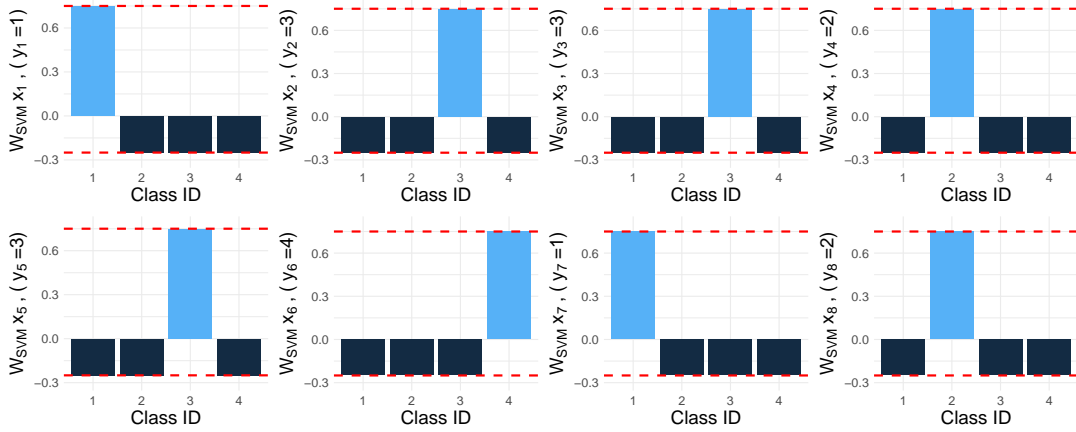 W_SVM x_1 , ( y_1 =1)
0.6
0.3
0.0
−0.3
1 2 3 4
Class ID
W_SVM x_2 , ( y_2 =3)
0.6
0.3
0.0
−0.3
1 2 3 4
Class ID
W_SVM x_3 , ( y_3 =3)
0.6
0.3
0.0
−0.3
1 2 3 4
Class ID
W_SVM x_4 , ( y_4 =2)
0.6
0.3
0.0
−0.3
1 2 3 4
Class ID
W_SVM x_5 , ( y_5 =3)
0.6
0.3
0.0
−0.3
1 2 3 4
Class ID
W_SVM x_6 , ( y_6 =4)
0.6
0.3
0.0
−0.3
1 2 3 4
Class ID
W_SVM x_7 , ( y_7 =1)
0.6
0.3
0.0
−0.3
1 2 3 4
Class ID
W_SVM x_8 , ( y_8 =2)
0.6
0.3
0.0
−0.3
1 2 3 4
Class ID